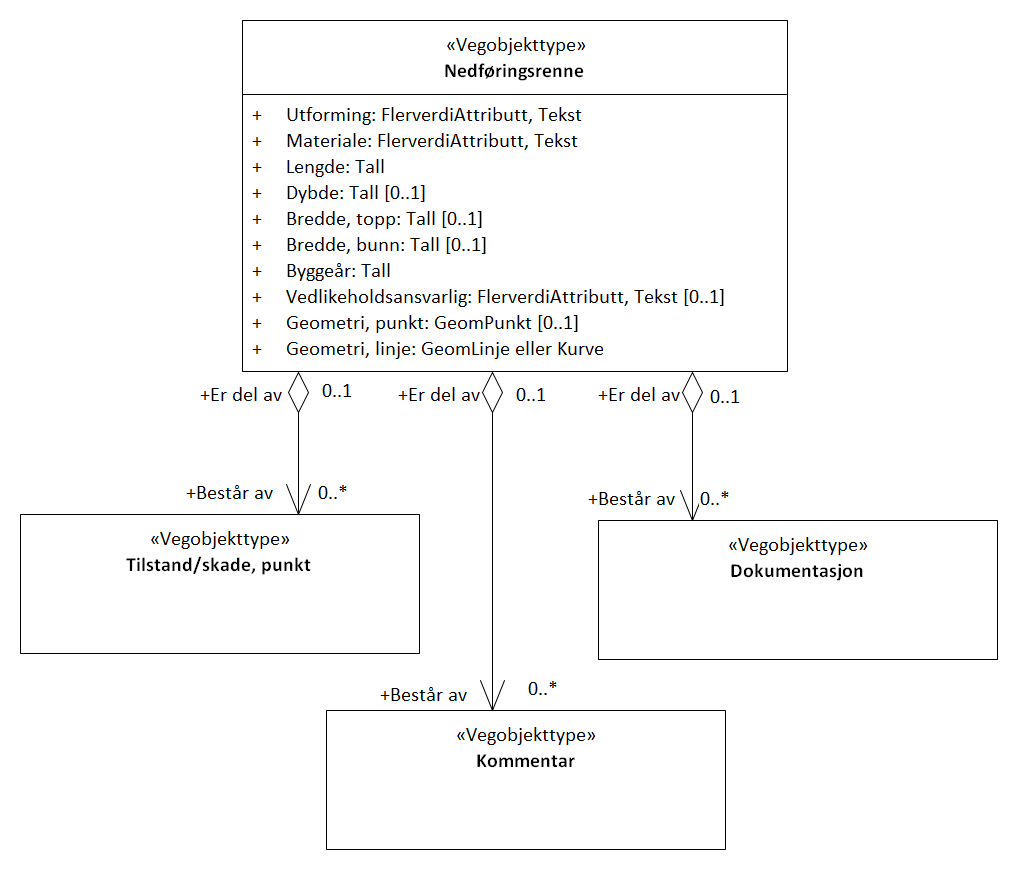 «Vegobjekttype»
Nedføringsrenne
+ Utforming: FlerverdiAttributt, Tekst
+ Materiale: FlerverdiAttributt, Tekst
+ Lengde: Tall
+ Dybde: Tall [0..1]
+ Bredde, topp: Tall [0..1]
+ Bredde, bunn: Tall [0..1]
+ Byggeår: Tall
+ Vedlikeholdsansvarlig: FlerverdiAttributt, Tekst [0..1]
+ Geometri, punkt: GeomPunkt [0..1]
+ Geometri, linje: GeomLinje eller Kurve
+Er del av 0..1 +Er del av 0..1 +Er del av 0..1
+Består av 0..* +Består av 0..*
«Vegobjekttype»
Tilstand/skade, punkt
«Vegobjekttype»
Dokumentasjon
+Består av 0..*
«Vegobjekttype»
Kommentar